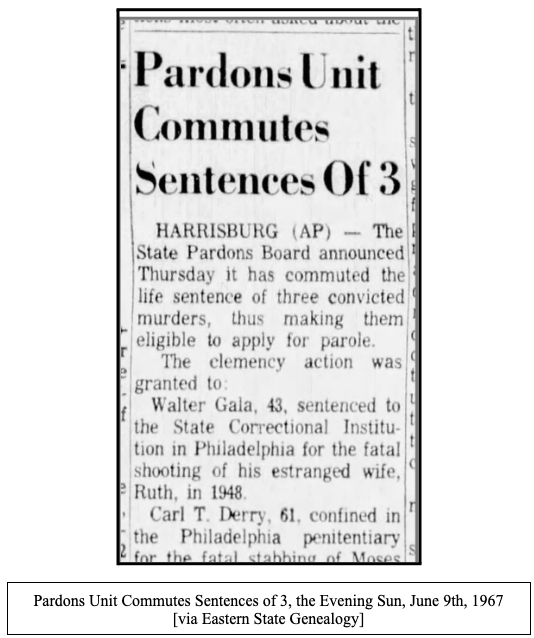 Pardons Unit
Commutes
Sentences Of 3
HARRISBURG (AP) — The
State Pardons Board announced
Thursday it has commuted the
life sentence of three convicted
murders, thus making them
eligible to apply for parole.
The clemency action was
granted to:
Walter Gala, 43, sentenced to
the State Correctional Institu-
tion in Philadelphia for the fatal
shooting of his estranged wife,
Ruth, in 1948.
Carl T. Derry, 61, confined in
the Philadelphia penitentiary
for the fatal stabbing of Moses
Pardons Unit Commutes Sentences of 3, the Evening Sun, June 9th, 1967
[via Eastern State Genealogy]